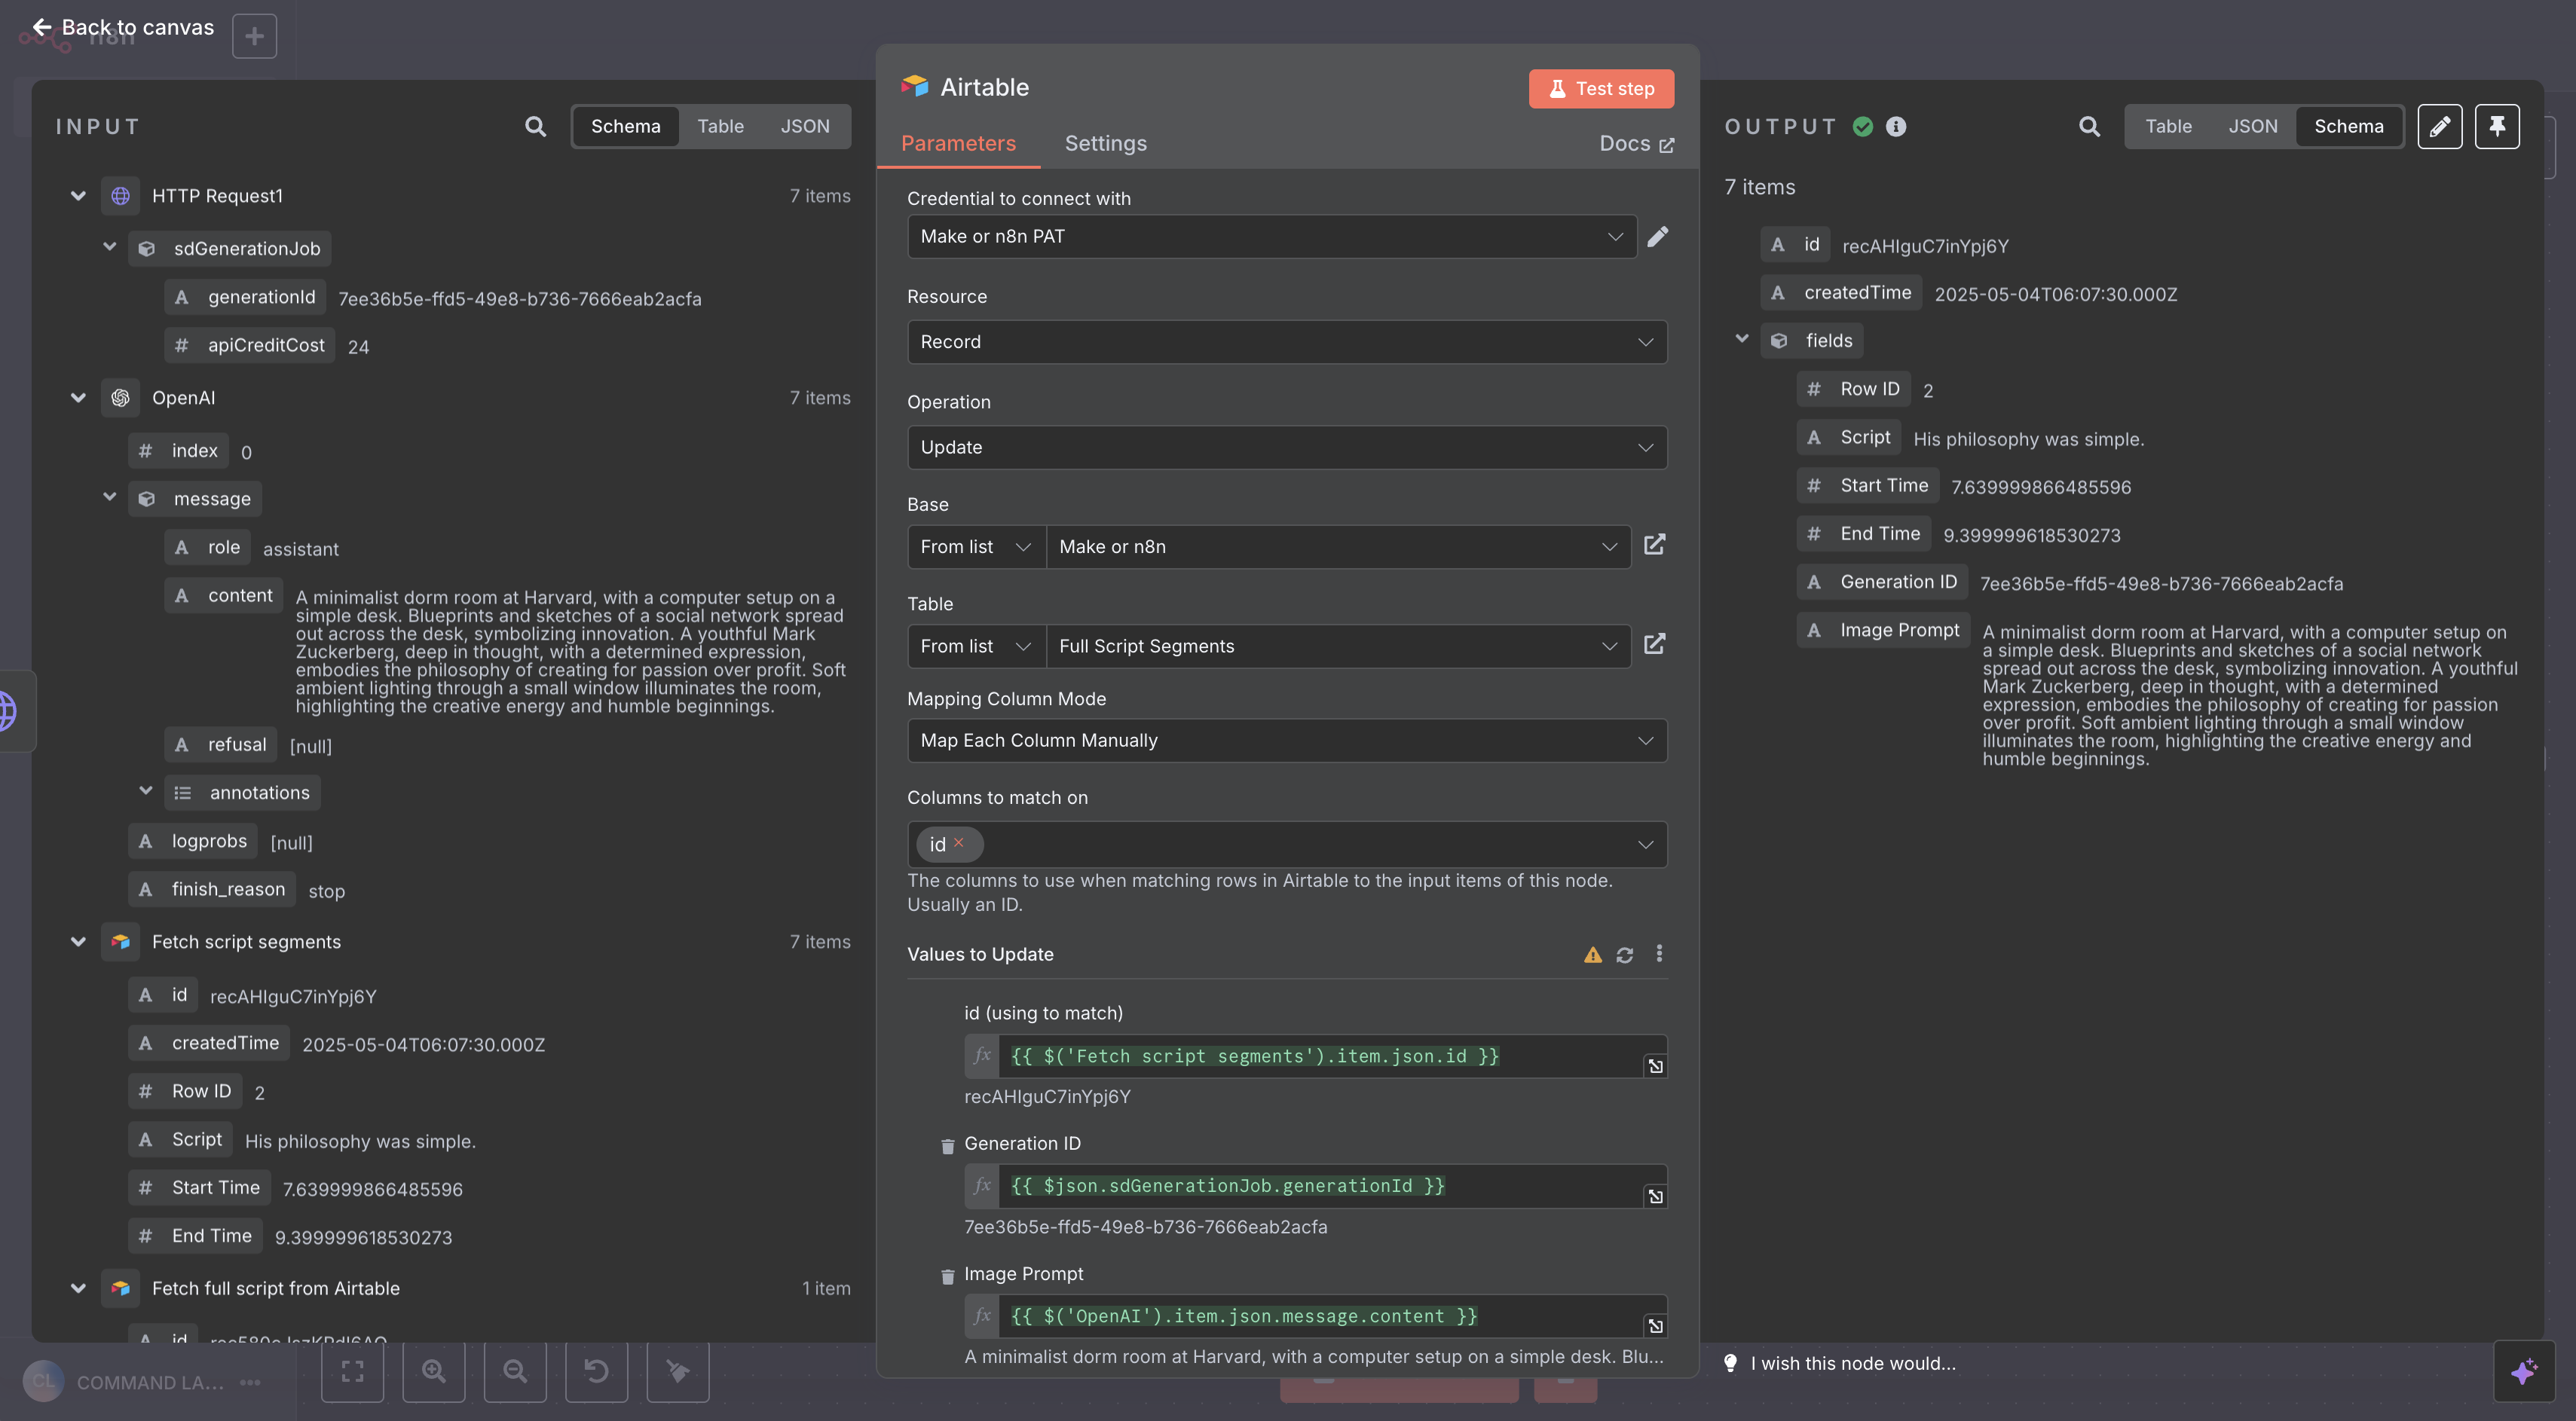 Back to canvas
n8n
INPUT
Schema Table JSON
HTTP Request1 7 items
sdGenerationJob
generationId 7ee36b5e-ffd5-49e8-b736-7666eab2acfa
apiCreditCost 24
OpenAI 7 items
index 0
message
role assistant
content A minimalist dorm room at Harvard, with a computer setup on a
simple desk. Blueprints and sketches of a social network spread
out across the desk, symbolizing innovation. A youthful Mark
Zuckerberg, deep in thought, with a determined expression,
embodies the philosophy of creating for passion over profit. Soft
ambient lighting through a small window illuminates the room,
highlighting the creative energy and humble beginnings.
refusal [null]
annotations
logprobs [null]
finish_reason stop
Fetch script segments 7 items
id recAHIguC7inYpj6Y
createdTime 2025-05-04T06:07:30.000Z
Row ID 2
Script His philosophy was simple.
Start Time 7.639999866485596
End Time 9.399999618530273
Fetch full script from Airtable 1 item
id
CL COMMAND LA...
Airtable
Test step
Parameters Settings Docs
Credential to connect with
Make or n8n PAT
Resource
Record
Operation
Update
Base
From list Make or n8n
Table
From list Full Script Segments
Mapping Column Mode
Map Each Column Manually
Columns to match on
id ×
The columns to use when matching rows in Airtable to the input items of this node.
Usually an ID.
Values to Update
id (using to match)
fx {{ $('Fetch script segments').item.json.id }}
recAHIguC7inYpj6Y
Generation ID
fx {{ $json.sdGenerationJob.generationId }}
7ee36b5e-ffd5-49e8-b736-7666eab2acfa
Image Prompt
fx {{ $('OpenAI').item.json.message.content }}
A minimalist dorm room at Harvard, with a computer setup on a simple desk. Blu...
OUTPUT
Table JSON Schema
7 items
id recAHIguC7inYpj6Y
createdTime 2025-05-04T06:07:30.000Z
fields
Row ID 2
Script His philosophy was simple.
Start Time 7.639999866485596
End Time 9.399999618530273
Generation ID 7ee36b5e-ffd5-49e8-b736-7666eab2acfa
Image Prompt A minimalist dorm room at Harvard, with a computer setup on
a simple desk. Blueprints and sketches of a social network
spread out across the desk, symbolizing innovation. A youthful
Mark Zuckerberg, deep in thought, with a determined
expression, embodies the philosophy of creating for passion
over profit. Soft ambient lighting through a small window
illuminates the room, highlighting the creative energy and
humble beginnings.
I wish this node would...